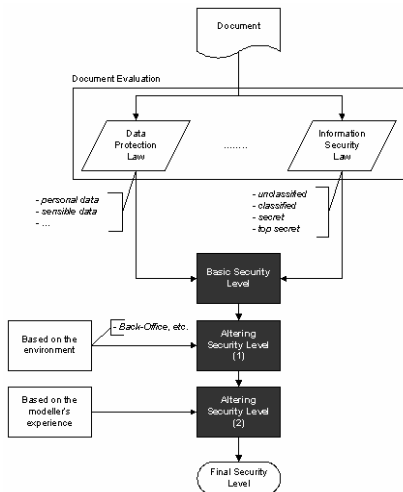 Document
Document Evaluation
Data
Protection
Law
........
Information
Security
Law
- personal data
- sensible data
- ...
- unclassified
- classified
- secret
- top secret
Basic Security
Level
- Back-Office, etc.
Based on the
environment
Altering
Security Level
(1)
Based on the
modeller's
experience
Altering
Security Level
(2)
Final Security
Level